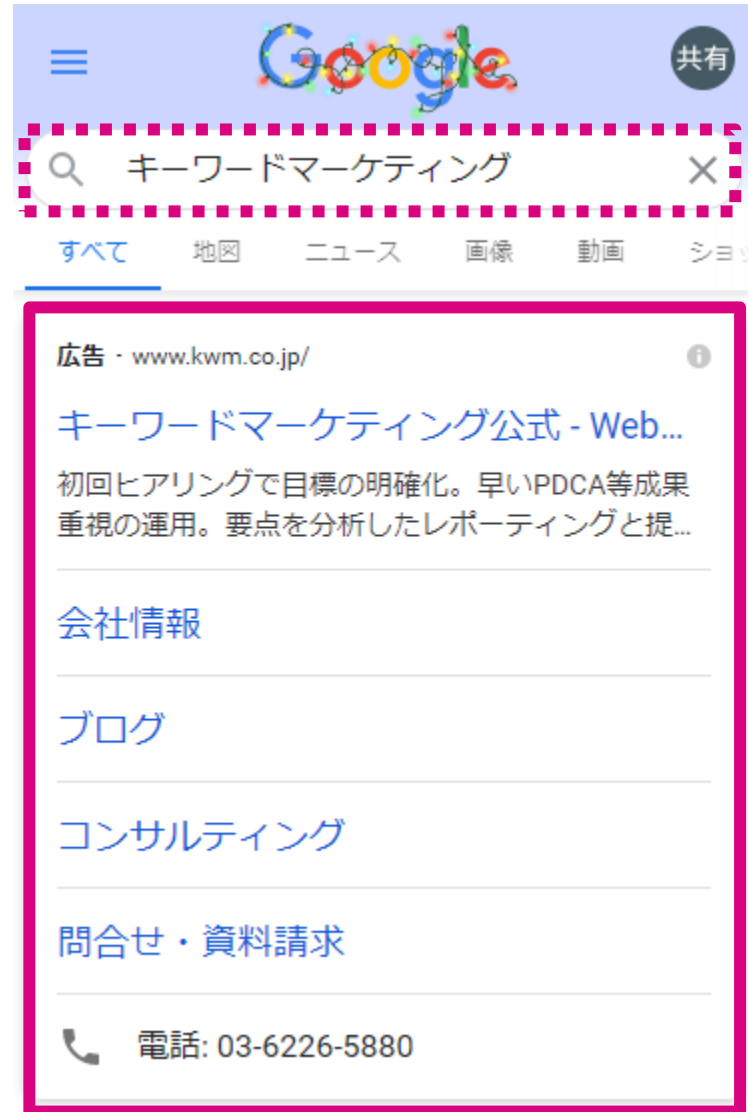 Google
共有
キーワードマーケティング
すべて 地図 ニュース 画像 動画 ショッ
広告 · www.kwm.co.jp/
キーワードマーケティング公式 - Web...
初回ヒアリングで目標の明確化。早いPDCA等成果
重視の運用。要点を分析したレポーティングと提...
会社情報
ブログ
コンサルティング
問合せ・資料請求
電話: 03-6226-5880